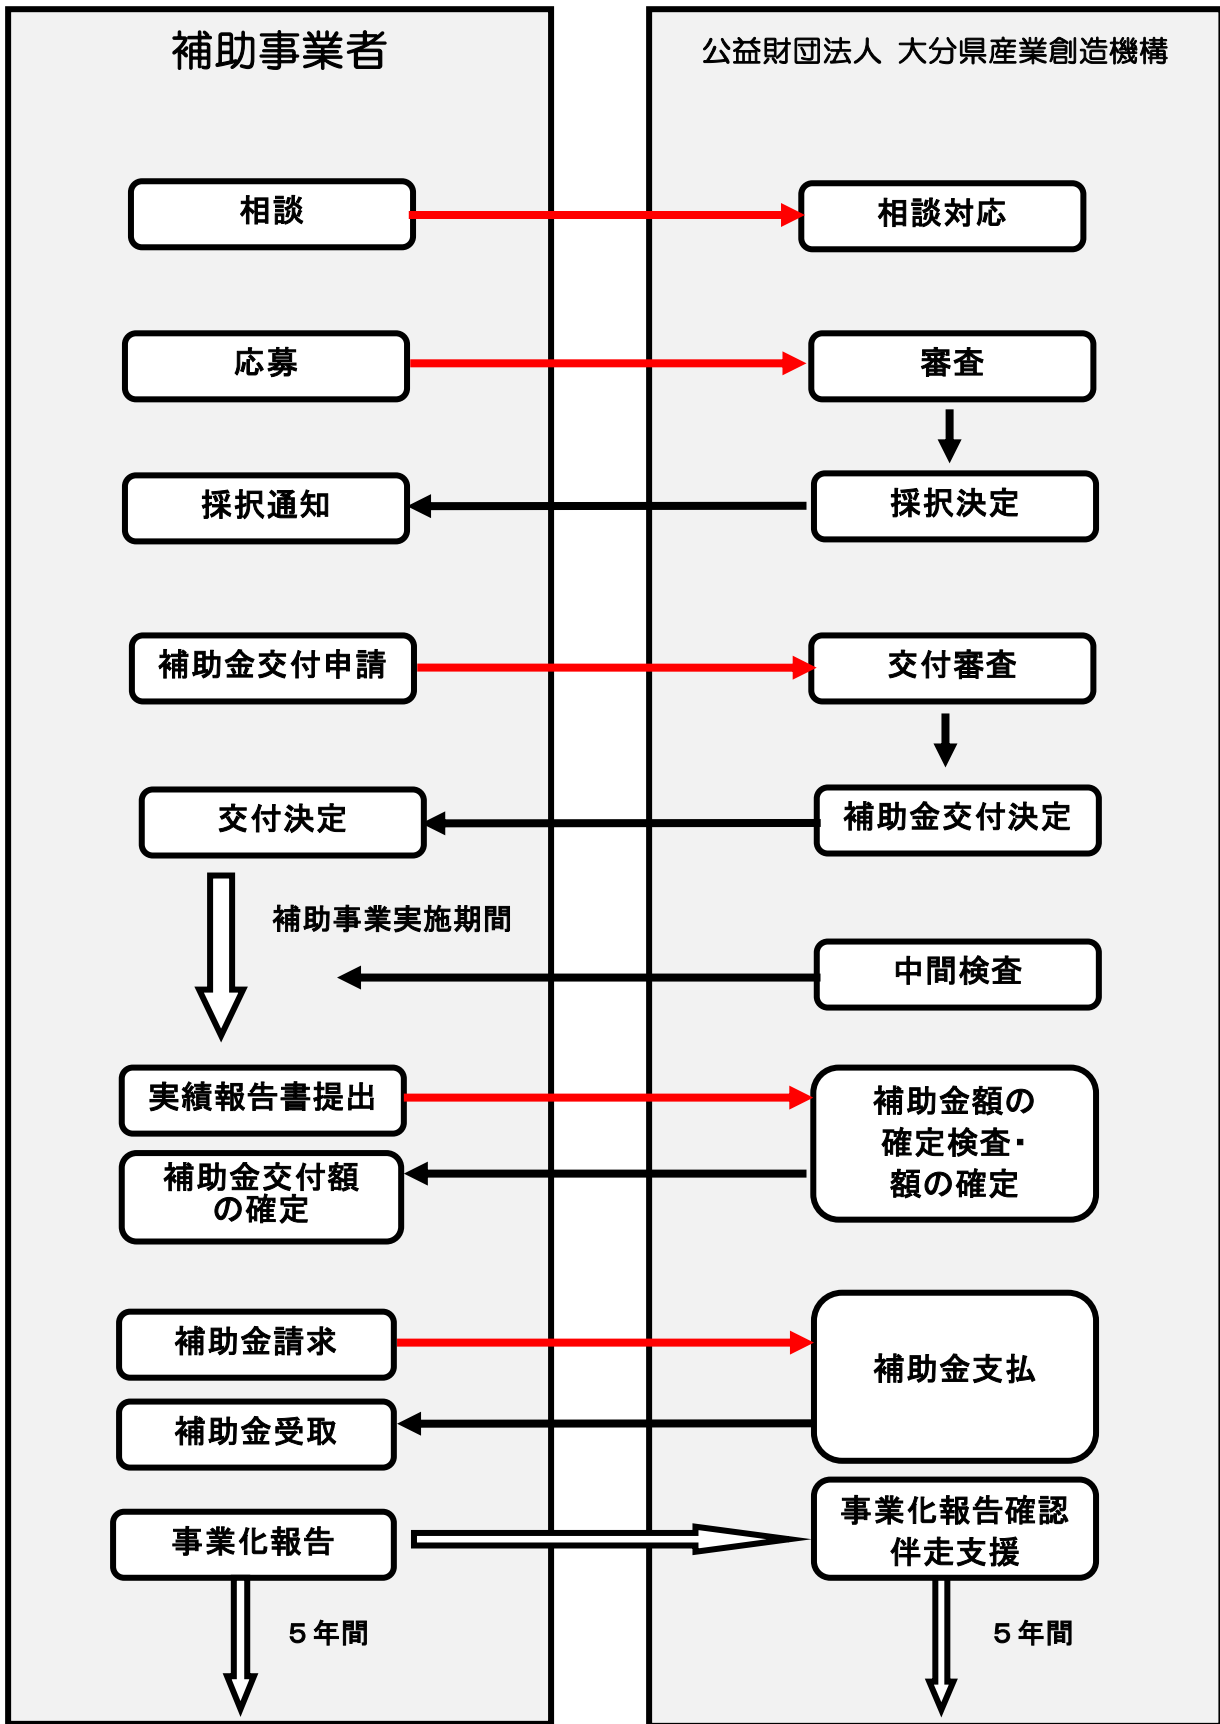 補助事業者
公益財団法人 大分県産業創造機構
相談
相談対応
応募
審査
採択通知
採択決定
補助金交付申請
交付審査
交付決定
補助金交付決定
補助事業実施期間
中間検査
実績報告書提出
補助金額の
確定検査・
額の確定
補助金交付額
の確定
補助金請求
補助金支払
補助金受取
事業化報告
事業化報告確認
伴走支援
５年間
５年間